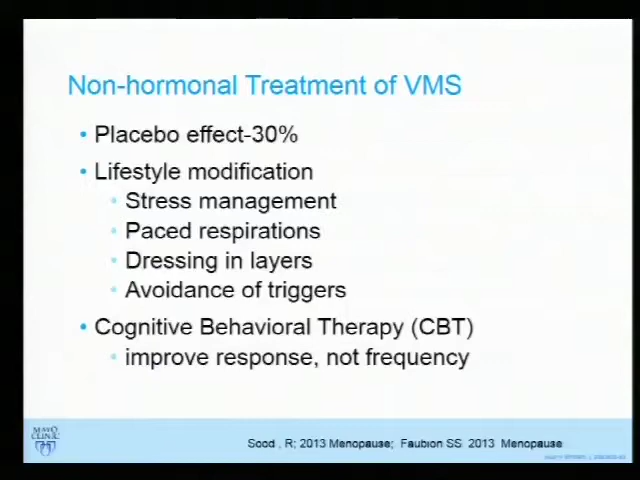 Non-hormonal Treatment of VMS
• Placebo effect-30%
• Lifestyle modification
• Stress management
• Paced respirations
• Dressing in layers
• Avoidance of triggers
• Cognitive Behavioral Therapy (CBT)
• improve response, not frequency
MAYO
CLINIC
Sood , R; 2013 Menopause; Faubion SS 2013 Menopause